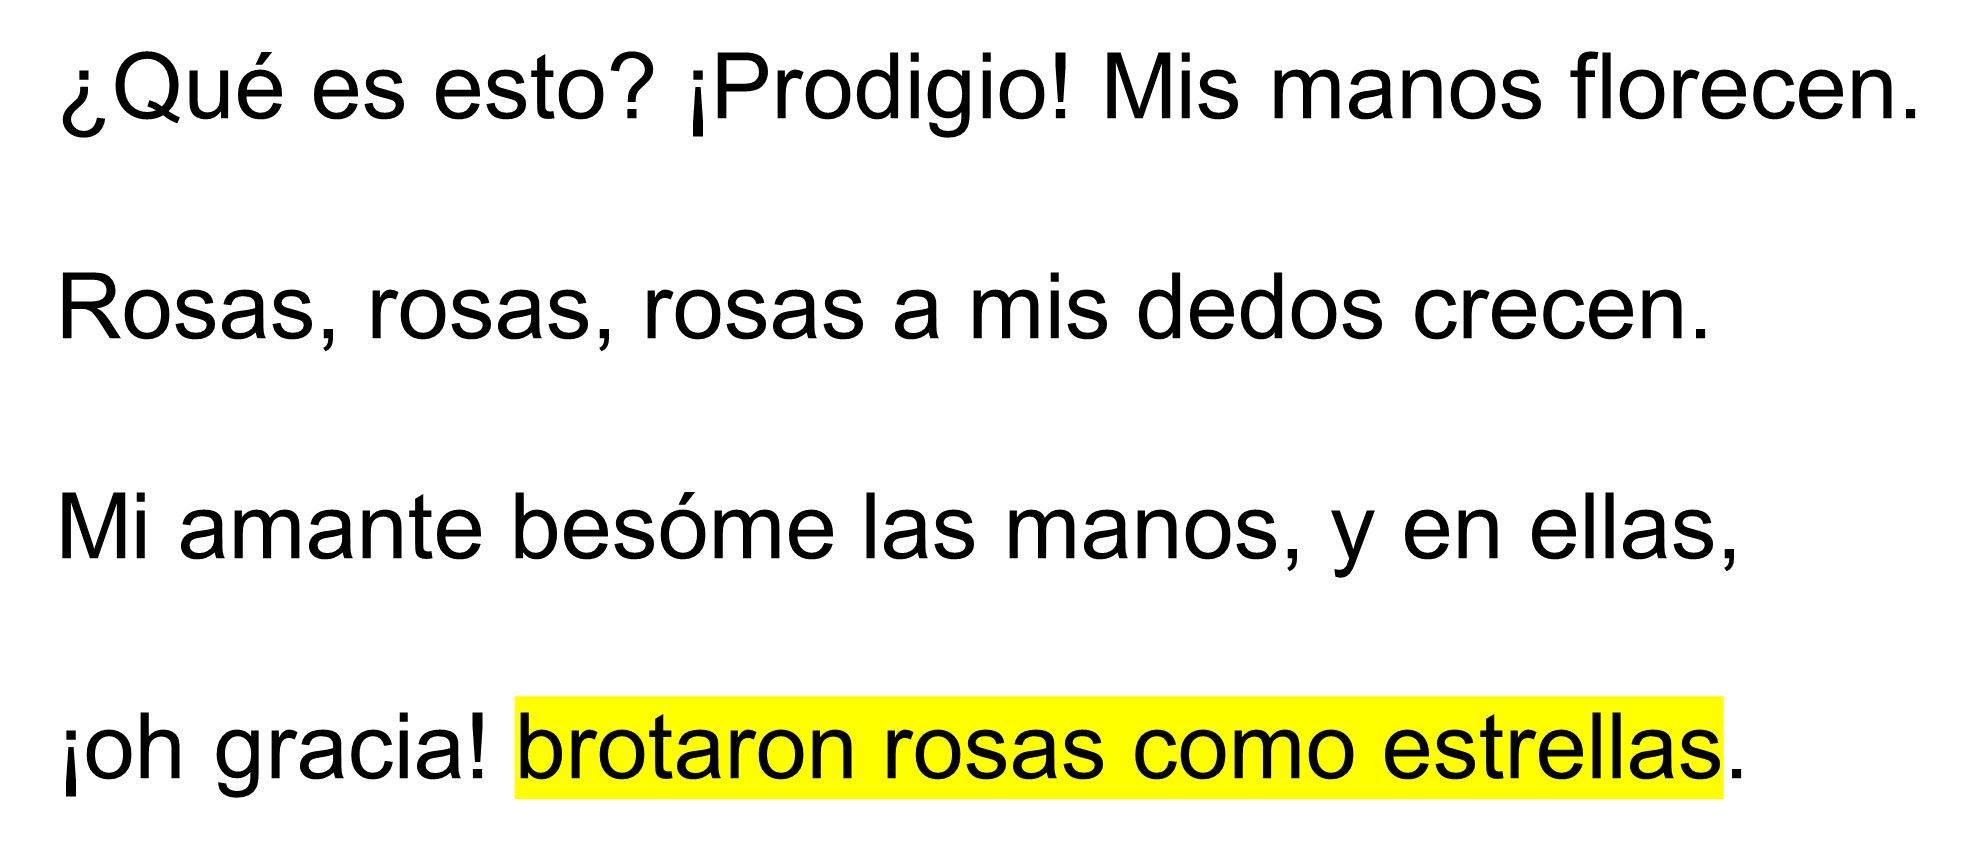 ¿Qué es esto? ¡Prodigio! Mis manos florecen.
Rosas, rosas, rosas a mis dedos crecen.
Mi amante besóme las manos, y en ellas,
¡oh gracia! brotaron rosas como estrellas.